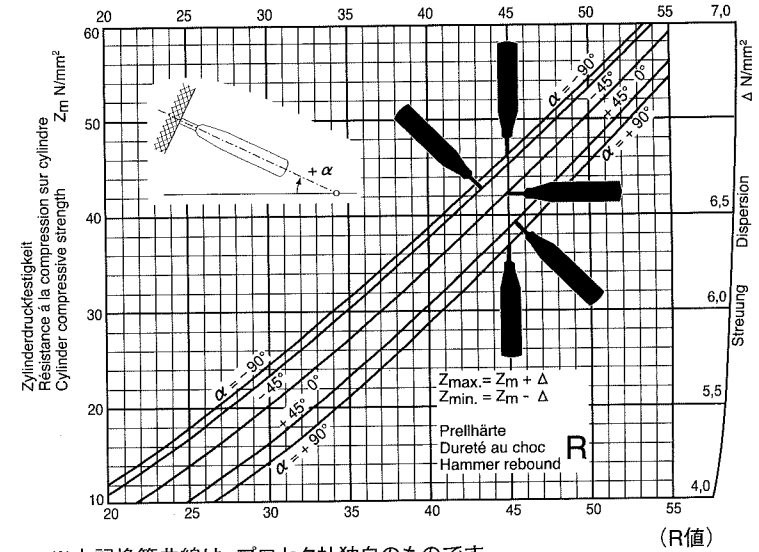 20 25 30 35 40 45 50 55 7,0
60
50
40
30
20
10
Zylinderdruckfestigkeit
Résistance á la compression sur cylindre
Cylinder compressive strength
Zm N/mm²
Δ N/mm²
Dispersion
Streuung
6,5
6,0
5,5
4,0
+ α
α = - 90°
- 45°
0°
+ 45°
α = + 90°
α = - 90°
- 45°
0°
+ 45°
α = + 90°
Zmax. = Zm + Δ
Zmin. = Zm - Δ
Prellhärte
Dureté au choc
Hammer rebound
R
20 25 30 35 40 45 50 55
(R値)